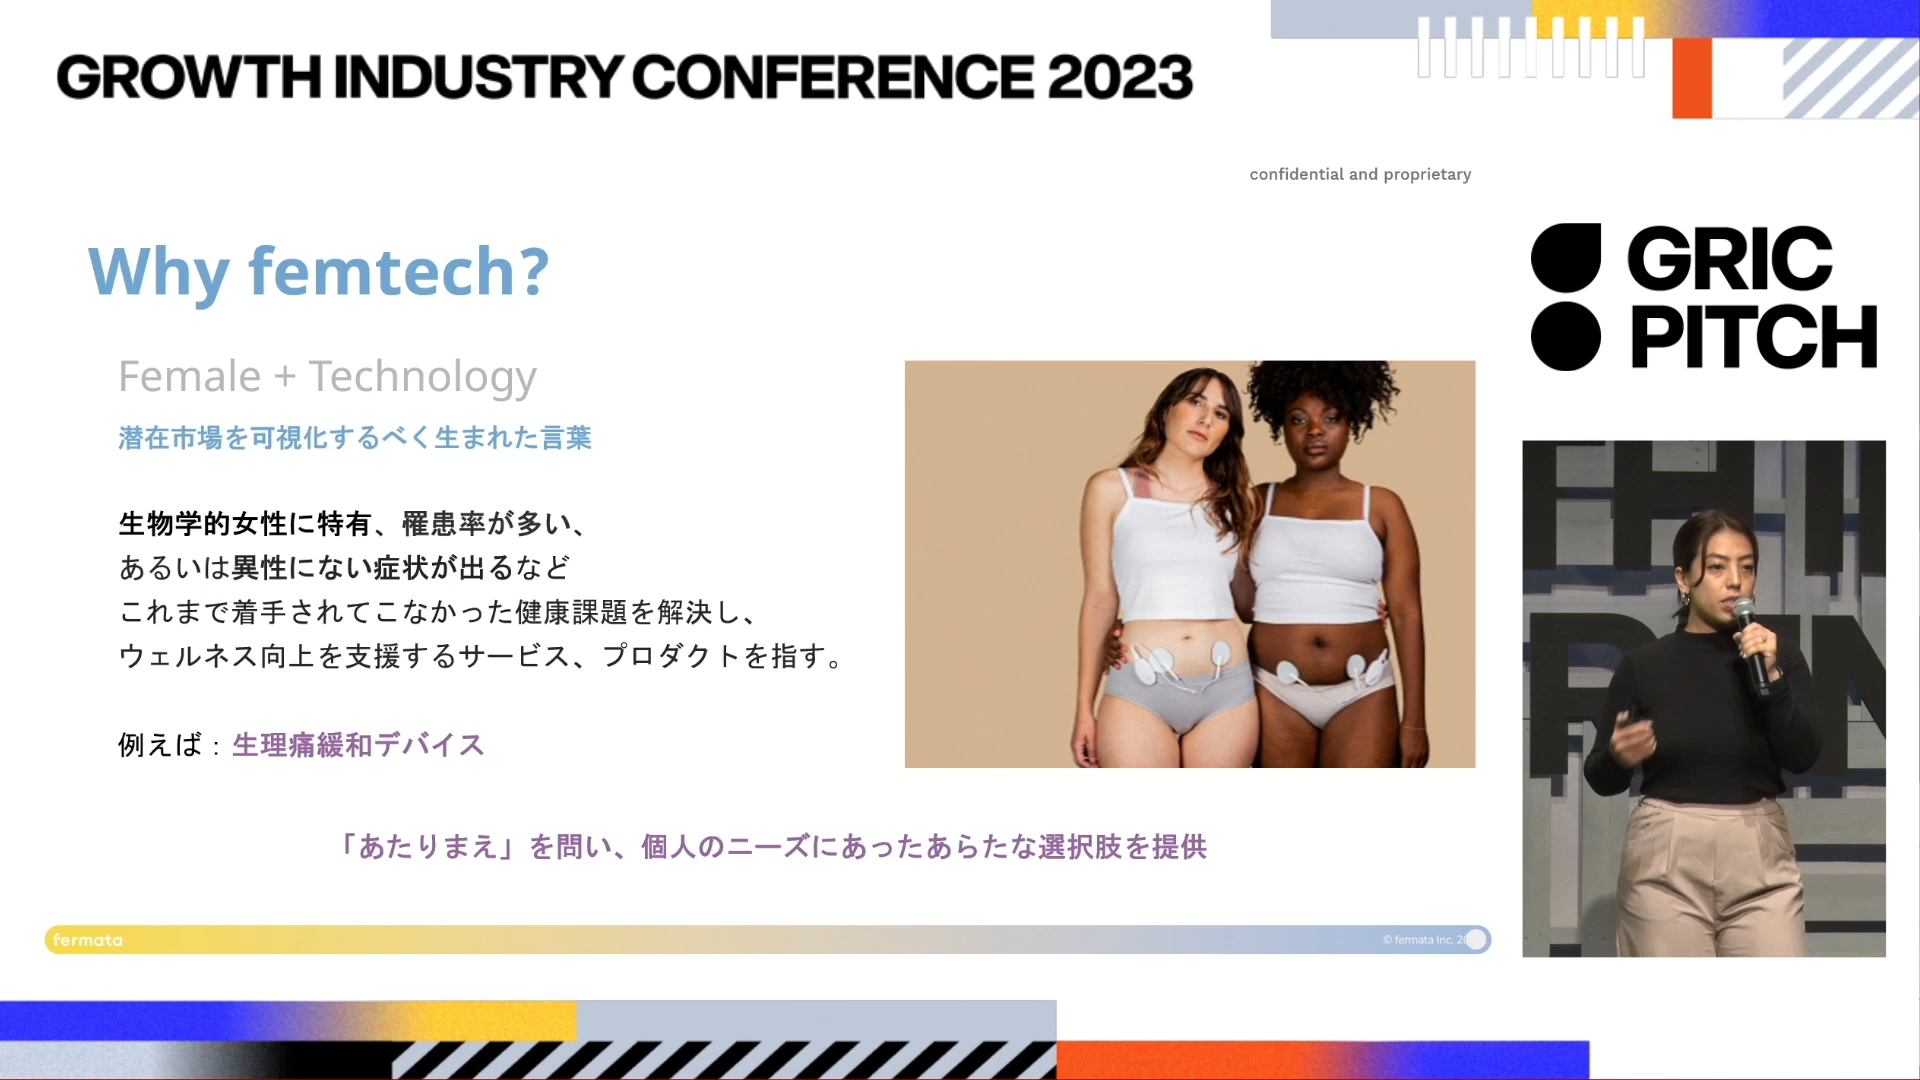 GROWTH INDUSTRY CONFERENCE 2023
confidential and proprietary
GRIC
PITCH
Why femtech?
Female + Technology
潜在市場を可視化するべく生まれた言葉
生物学的女性に特有、罹患率が多い、
あるいは異性にない症状が出るなど
これまで着手されてこなかった健康課題を解決し、
ウェルネス向上を支援するサービス、プロダクトを指す。
例えば：生理痛緩和デバイス
「あたりまえ」を問い、個人のニーズにあったあらたな選択肢を提供
fermata
© fermata Inc.